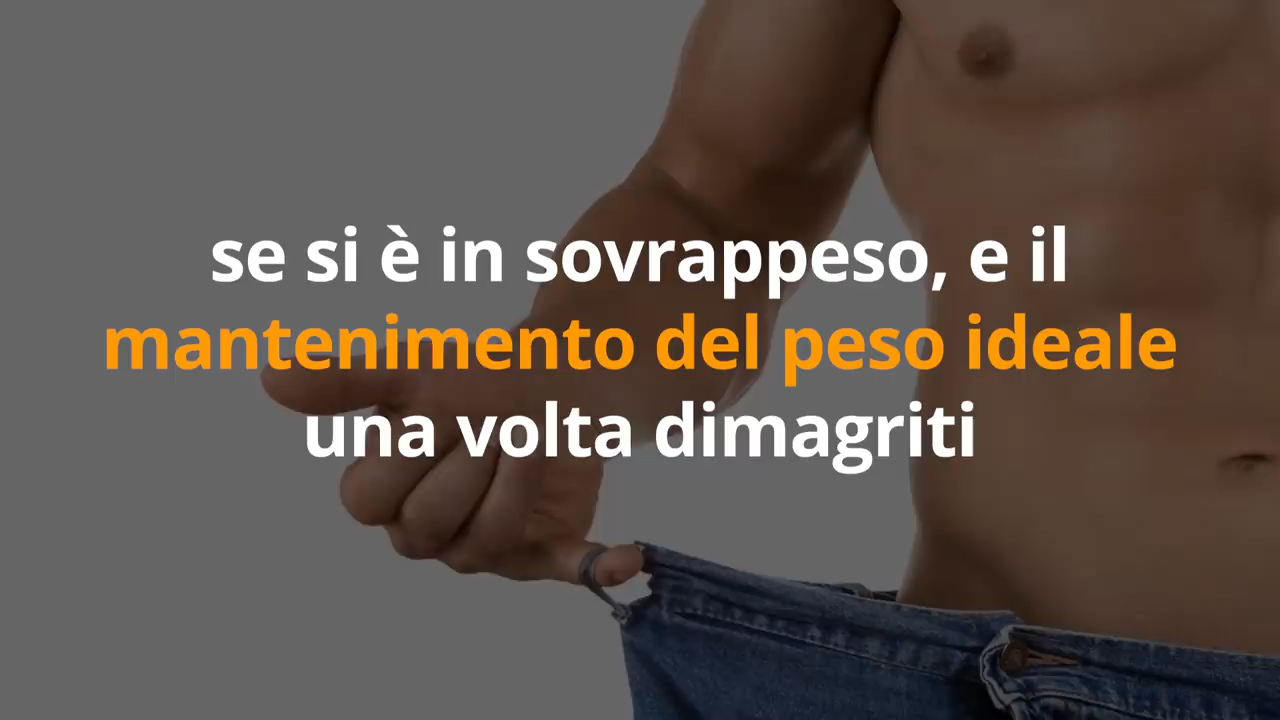 se si è in sovrappeso, e il
mantenimento del peso ideale
una volta dimagriti